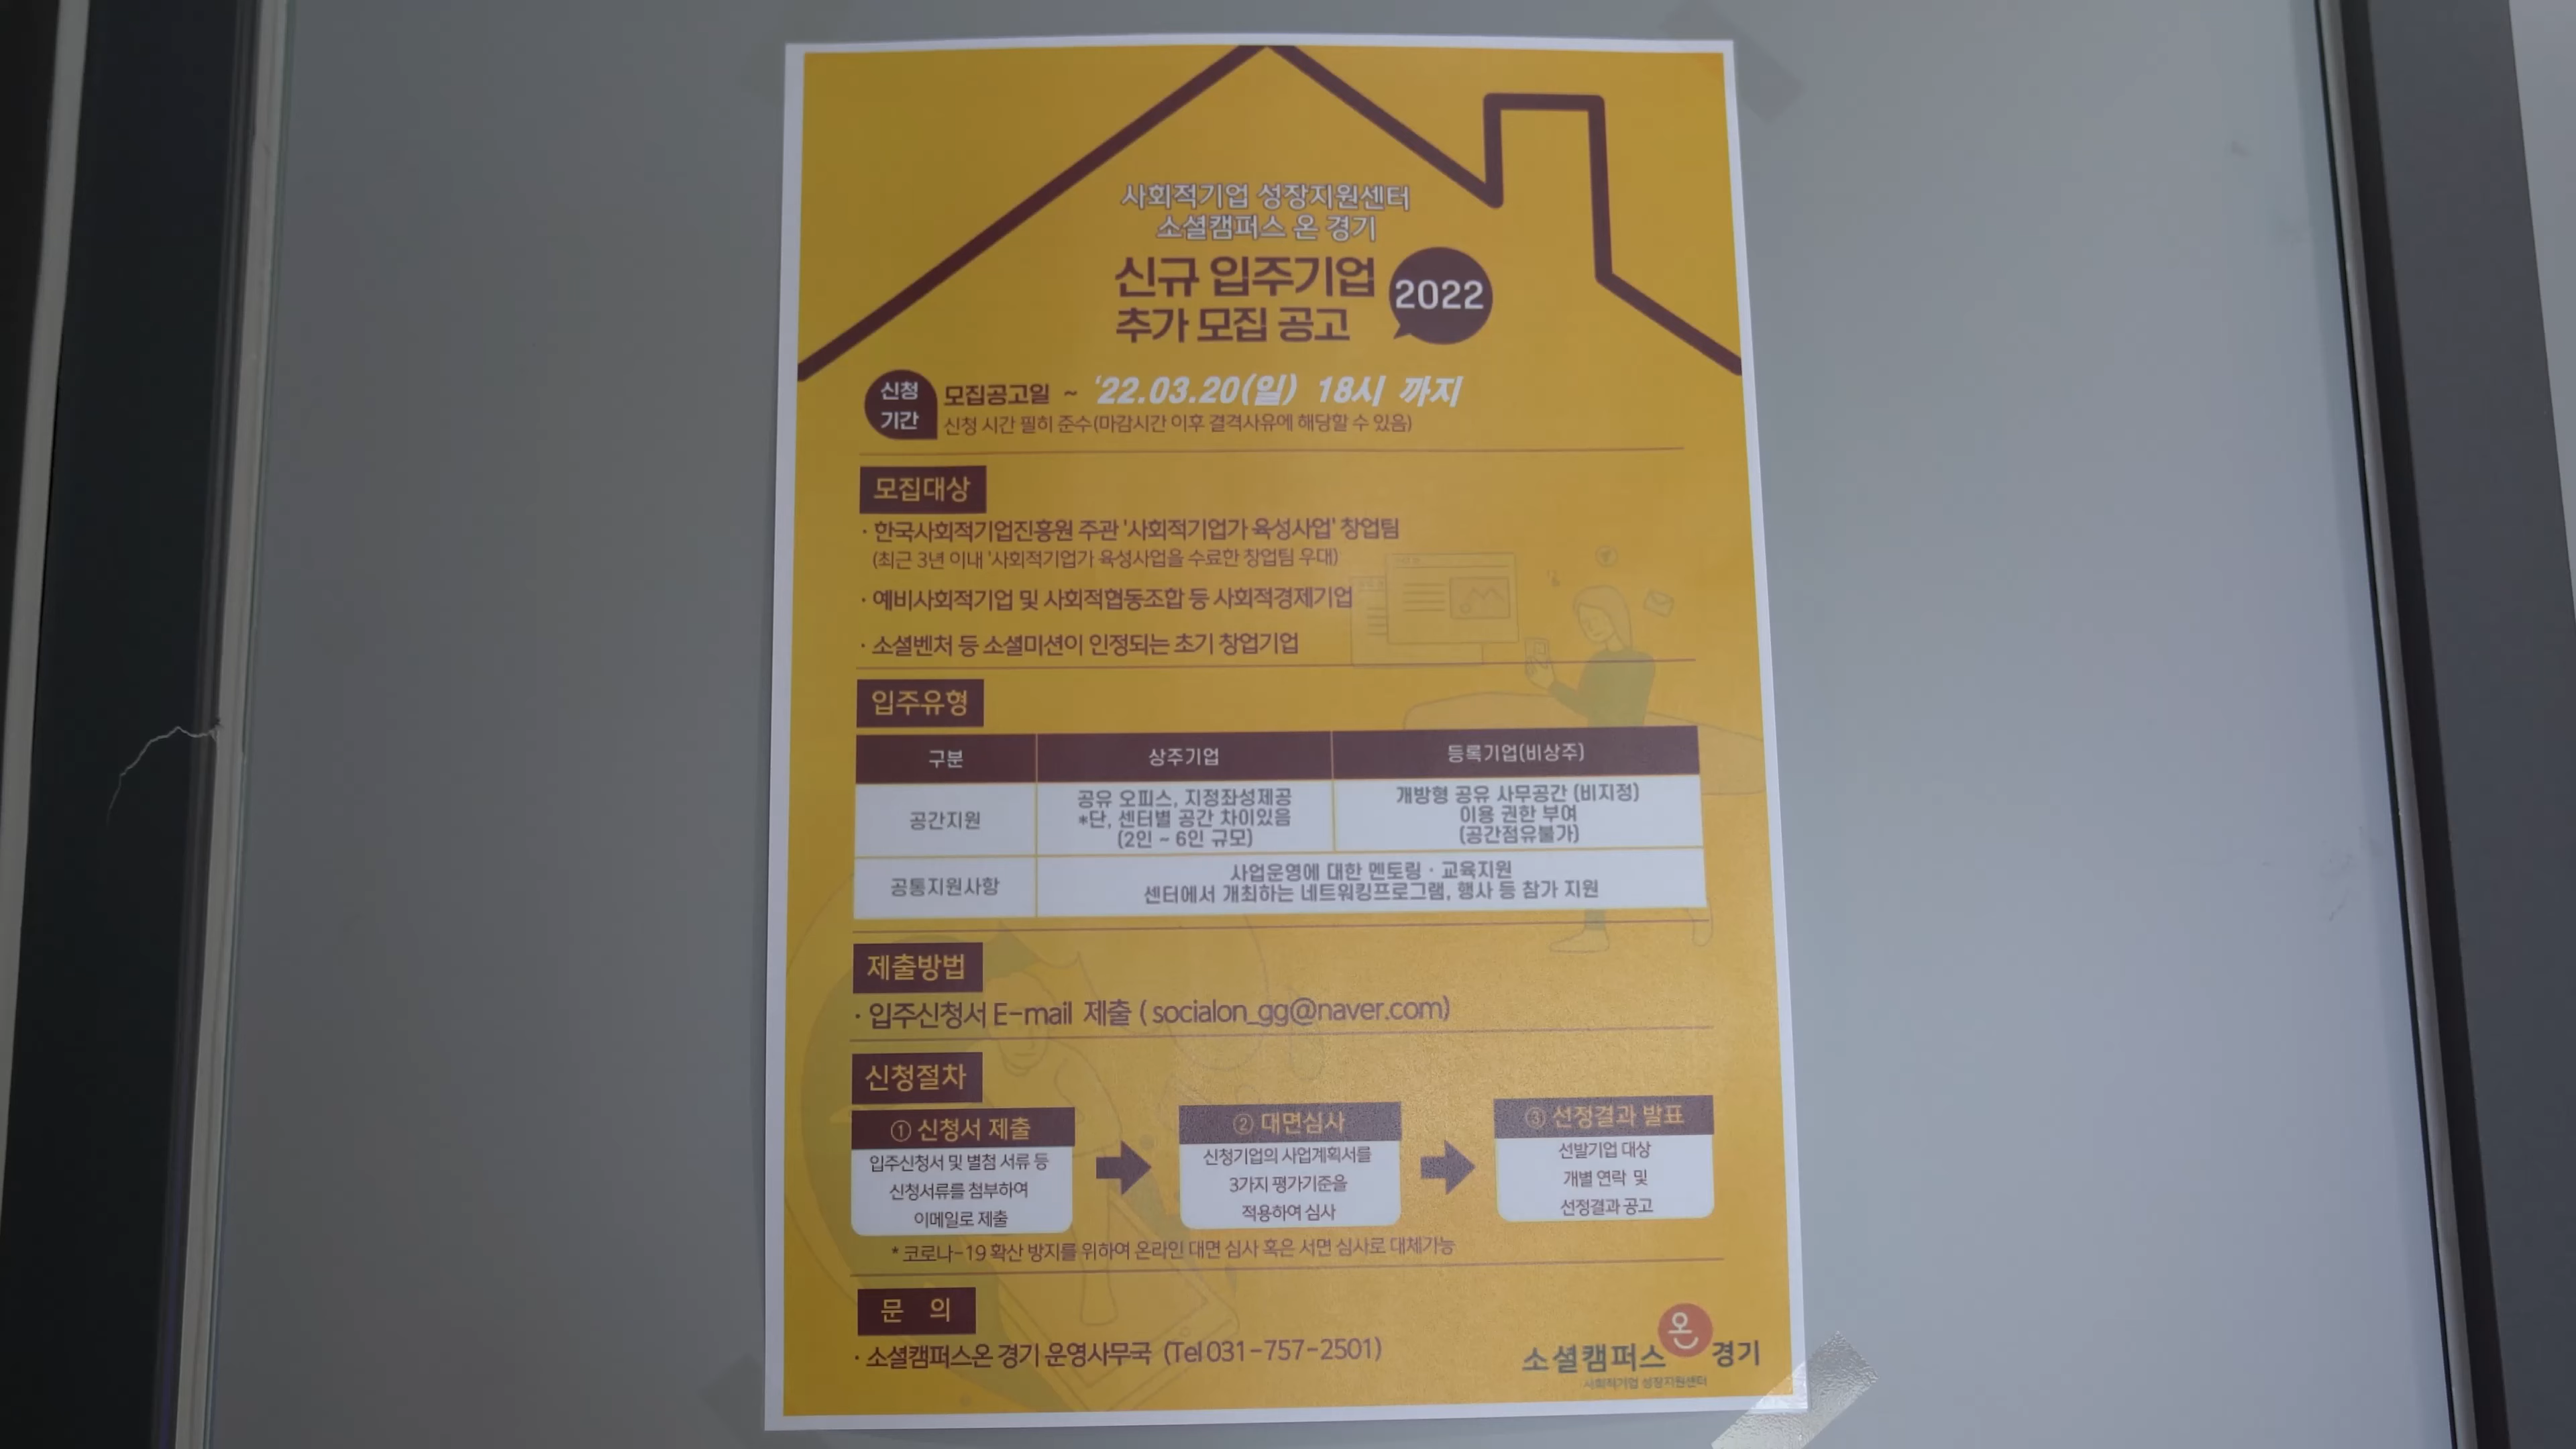 사회적기업 성장지원센터
소셜캠퍼스 온 경기
신규 입주기업
추가 모집 공고
2022
신청
기간
모집공고일 ~ '22.03.20(일) 18시 까지
신청 시간 필히 준수(마감시간 이후 결격사유에 해당할 수 있음)
모집대상
· 한국사회적기업진흥원 주관 '사회적기업가 육성사업' 창업팀
(최근 3년 이내 '사회적기업가 육성사업을 수료한 창업팀 우대)
· 예비사회적기업 및 사회적협동조합 등 사회적경제기업
· 소셜벤처 등 소셜미션이 인정되는 초기 창업기업
입주유형
구분 상주기업 등록기업(비상주)
공간지원
공유 오피스, 지정좌성제공
*단, 센터별 공간 차이있음
(2인 ~ 6인 규모)
개방형 공유 사무공간 (비지정)
이용 권한 부여
(공간점유불가)
공통지원사항
사업운영에 대한 멘토링 · 교육지원
센터에서 개최하는 네트워킹프로그램, 행사 등 참가 지원
제출방법
· 입주신청서 E-mail 제출 ( socialon_gg@naver.com)
신청절차
① 신청서 제출
입주신청서 및 별첨 서류 등
신청서류를 첨부하여
이메일로 제출
② 대면심사
신청기업의 사업계획서를
3가지 평가기준을
적용하여 심사
③ 선정결과 발표
선발기업 대상
개별 연락 및
선정결과 공고
* 코로나-19 확산 방지를 위하여 온라인 대면 심사 혹은 서면 심사로 대체가능
문 의
· 소셜캠퍼스온 경기 운영사무국 (Tel 031-757-2501)
소셜캠퍼스 온 경기
사회적기업 성장지원센터